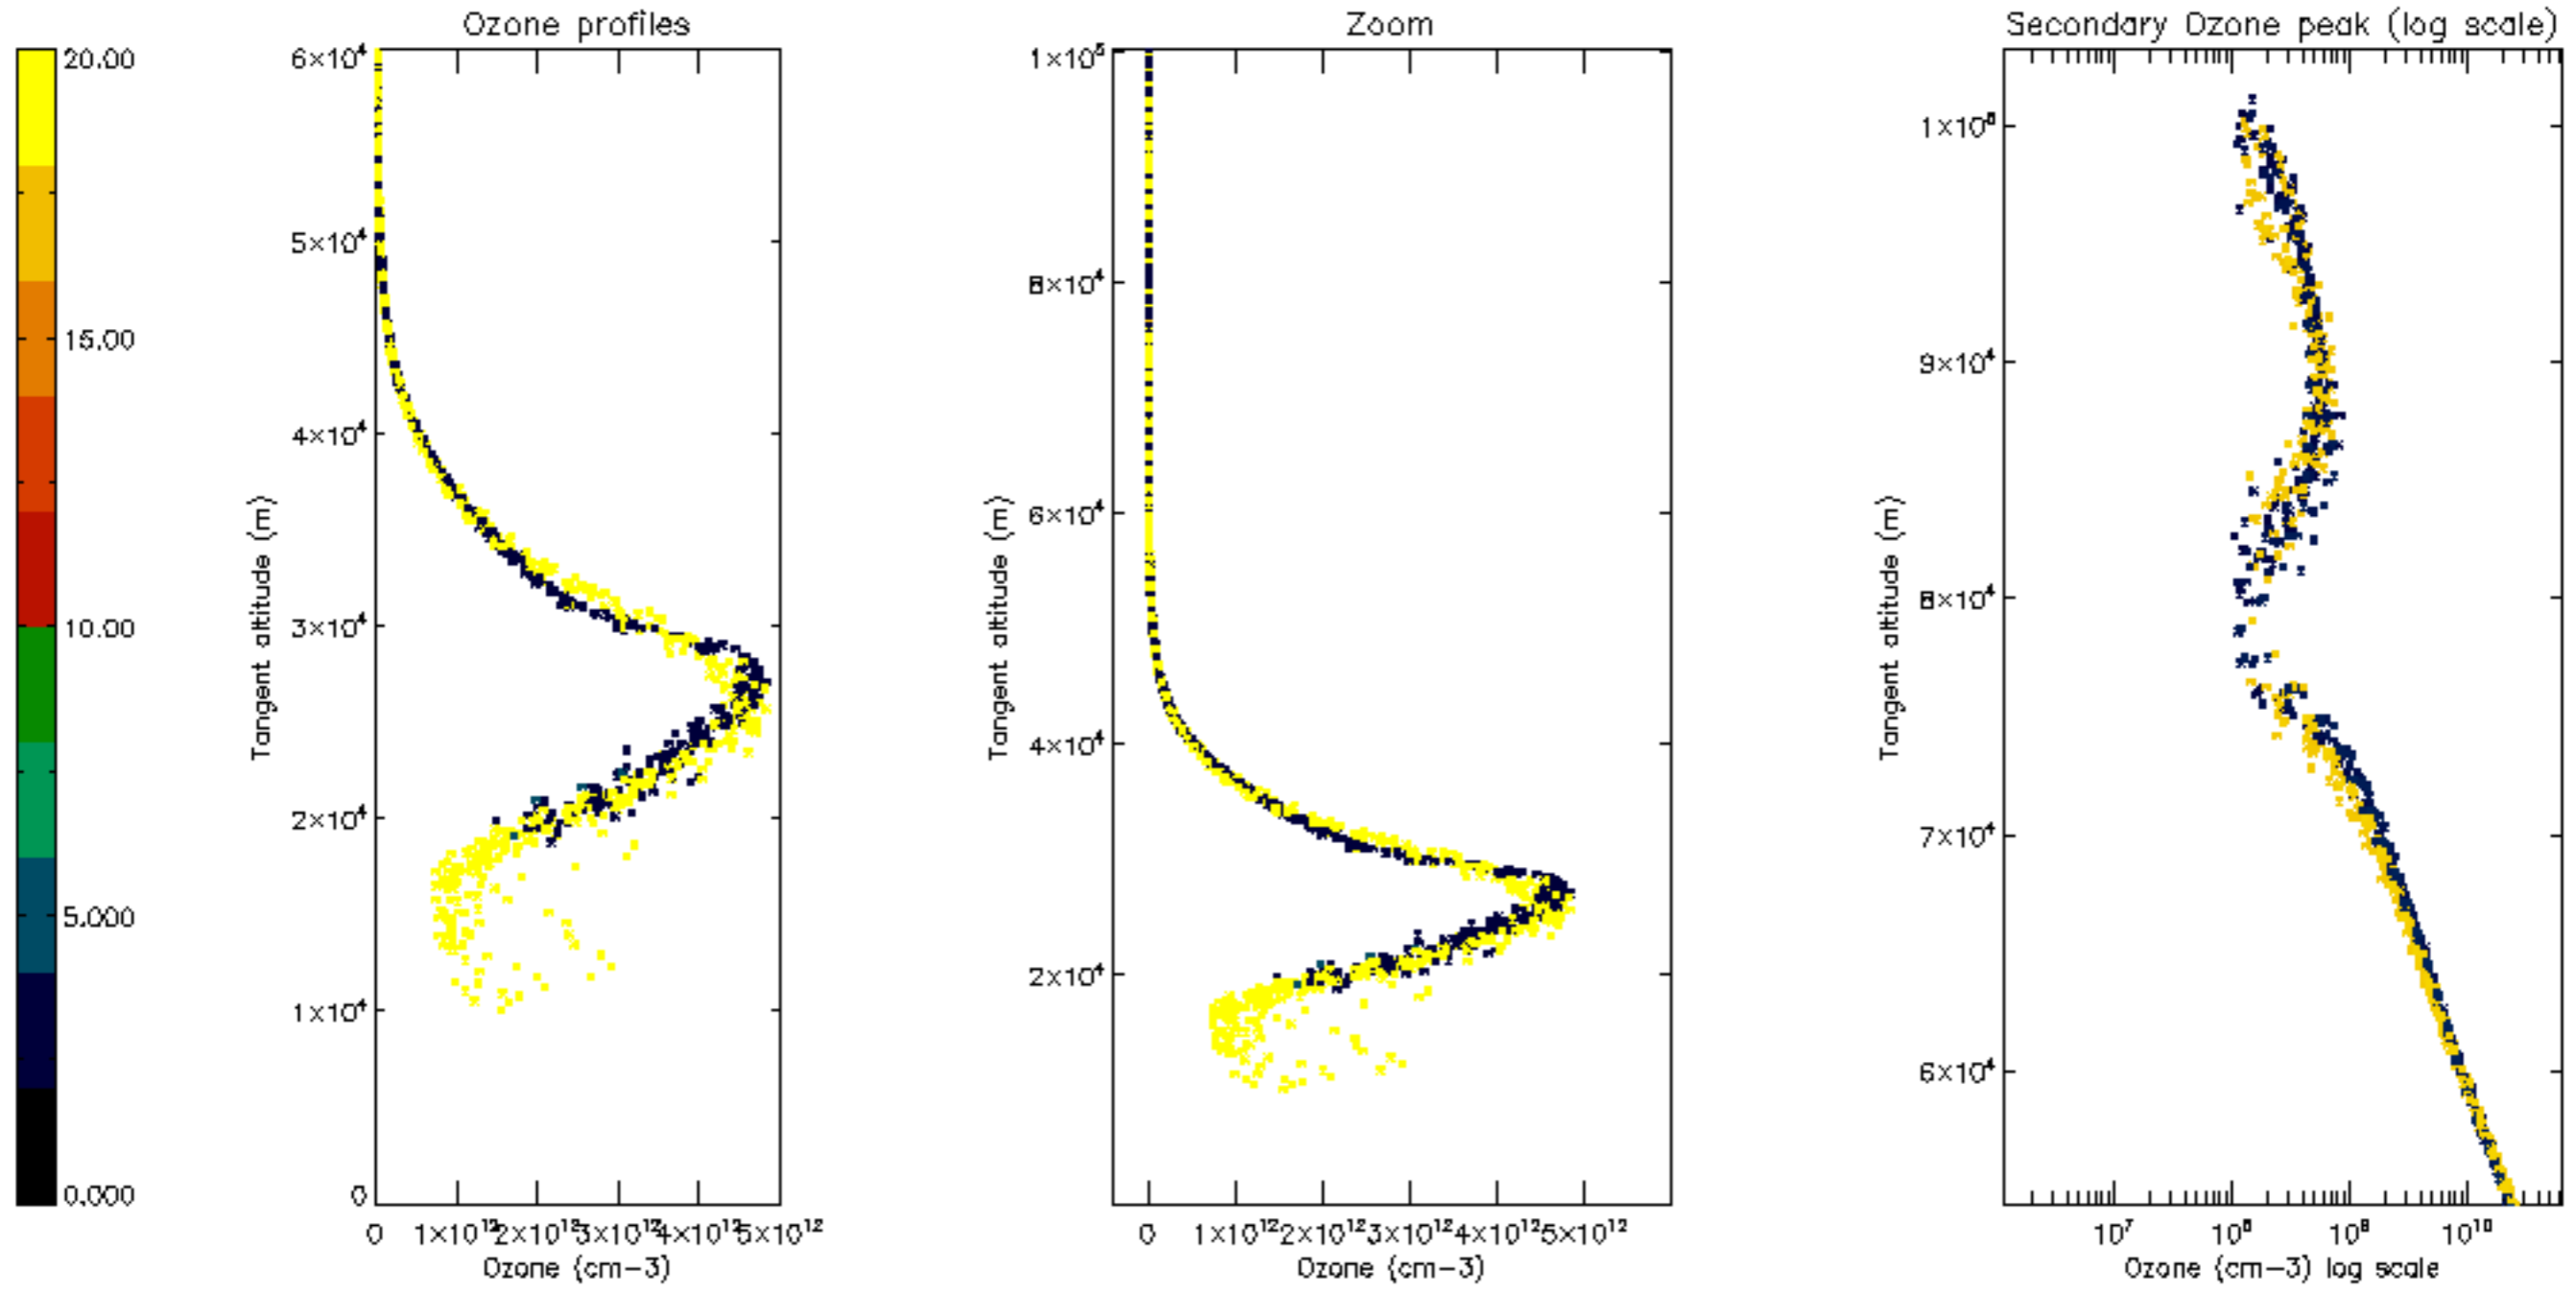 Ozone profiles
Zoom
Secondary Ozone peak (log scale)
20.00
15.00
10.00
5.000
0.000
6×10⁴
5×10⁴
4×10⁴
3×10⁴
2×10⁴
1×10⁴
0
Tangent altitude (m)
0 1×10¹² 2×10¹² 3×10¹² 4×10¹² 5×10¹²
Ozone (cm-3)
1×10⁵
8×10⁴
6×10⁴
4×10⁴
2×10⁴
Tangent altitude (m)
0 1×10¹² 2×10¹² 3×10¹² 4×10¹² 5×10¹²
Ozone (cm-3)
1×10⁵
9×10⁴
8×10⁴
7×10⁴
6×10⁴
Tangent altitude (m)
10⁷ 10⁸ 10⁹ 10¹⁰
Ozone (cm-3) log scale